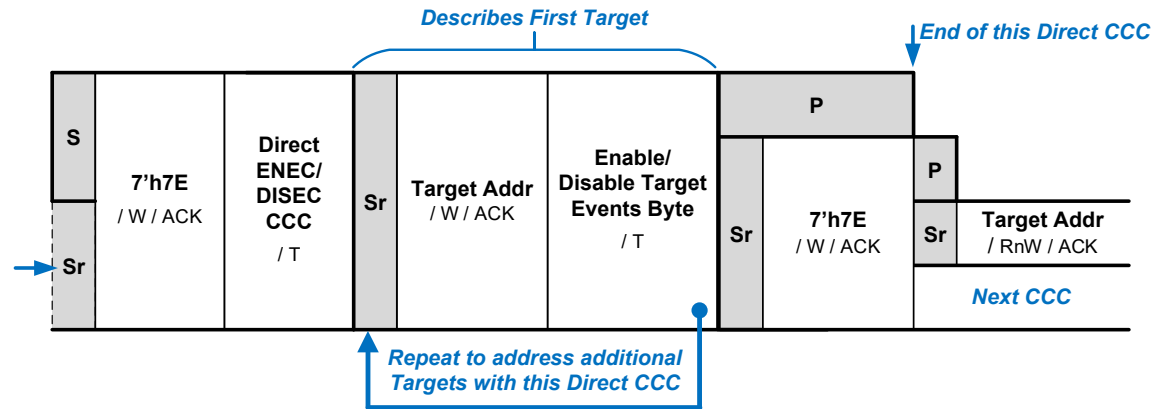 Describes First Target
End of this Direct CCC
S
Sr
7'h7E
/ W / ACK
Direct
ENEC/
DISEC
CCC
/ T
Sr
Target Addr
/ W / ACK
Enable/
Disable Target
Events Byte
/ T
P
Sr
7'h7E
/ W / ACK
P
Sr
Target Addr
/ RnW / ACK
Next CCC
Repeat to address additional
Targets with this Direct CCC